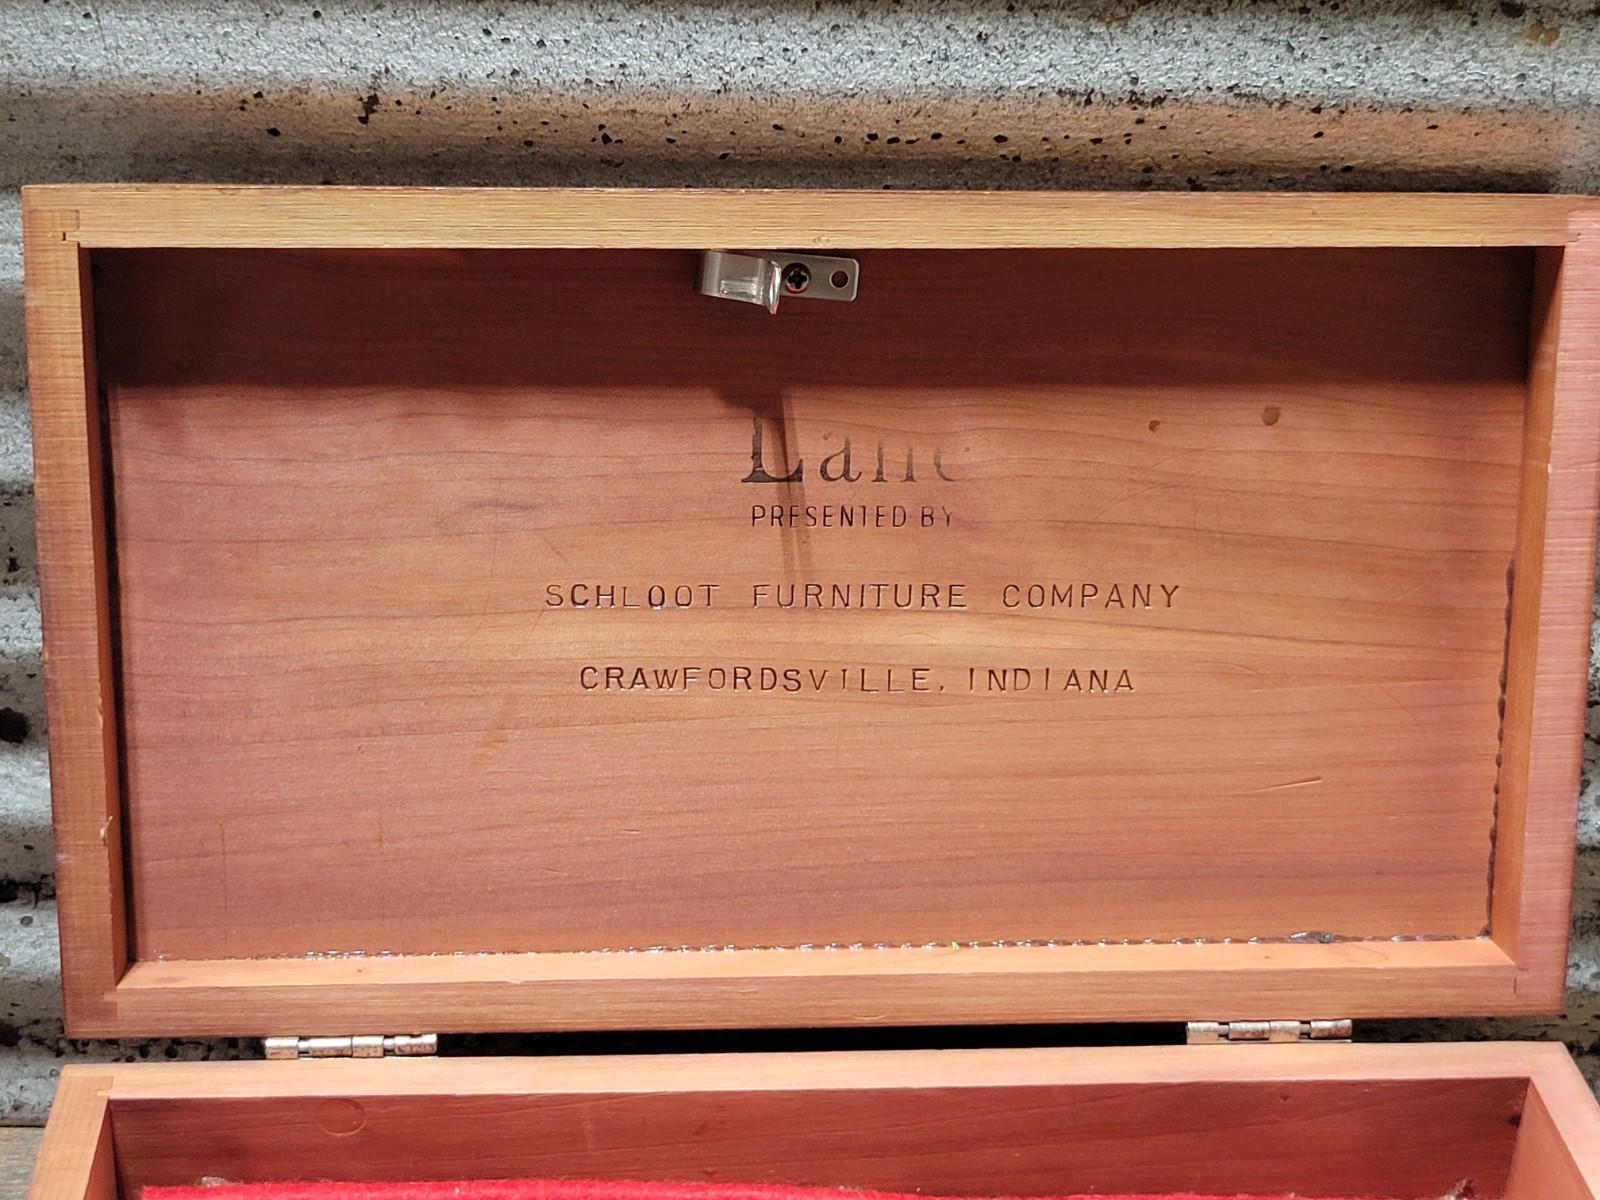 Lane
PRESENTED BY
SCHLOOT FURNITURE COMPANY
CRAWFORDSVILLE, INDIANA